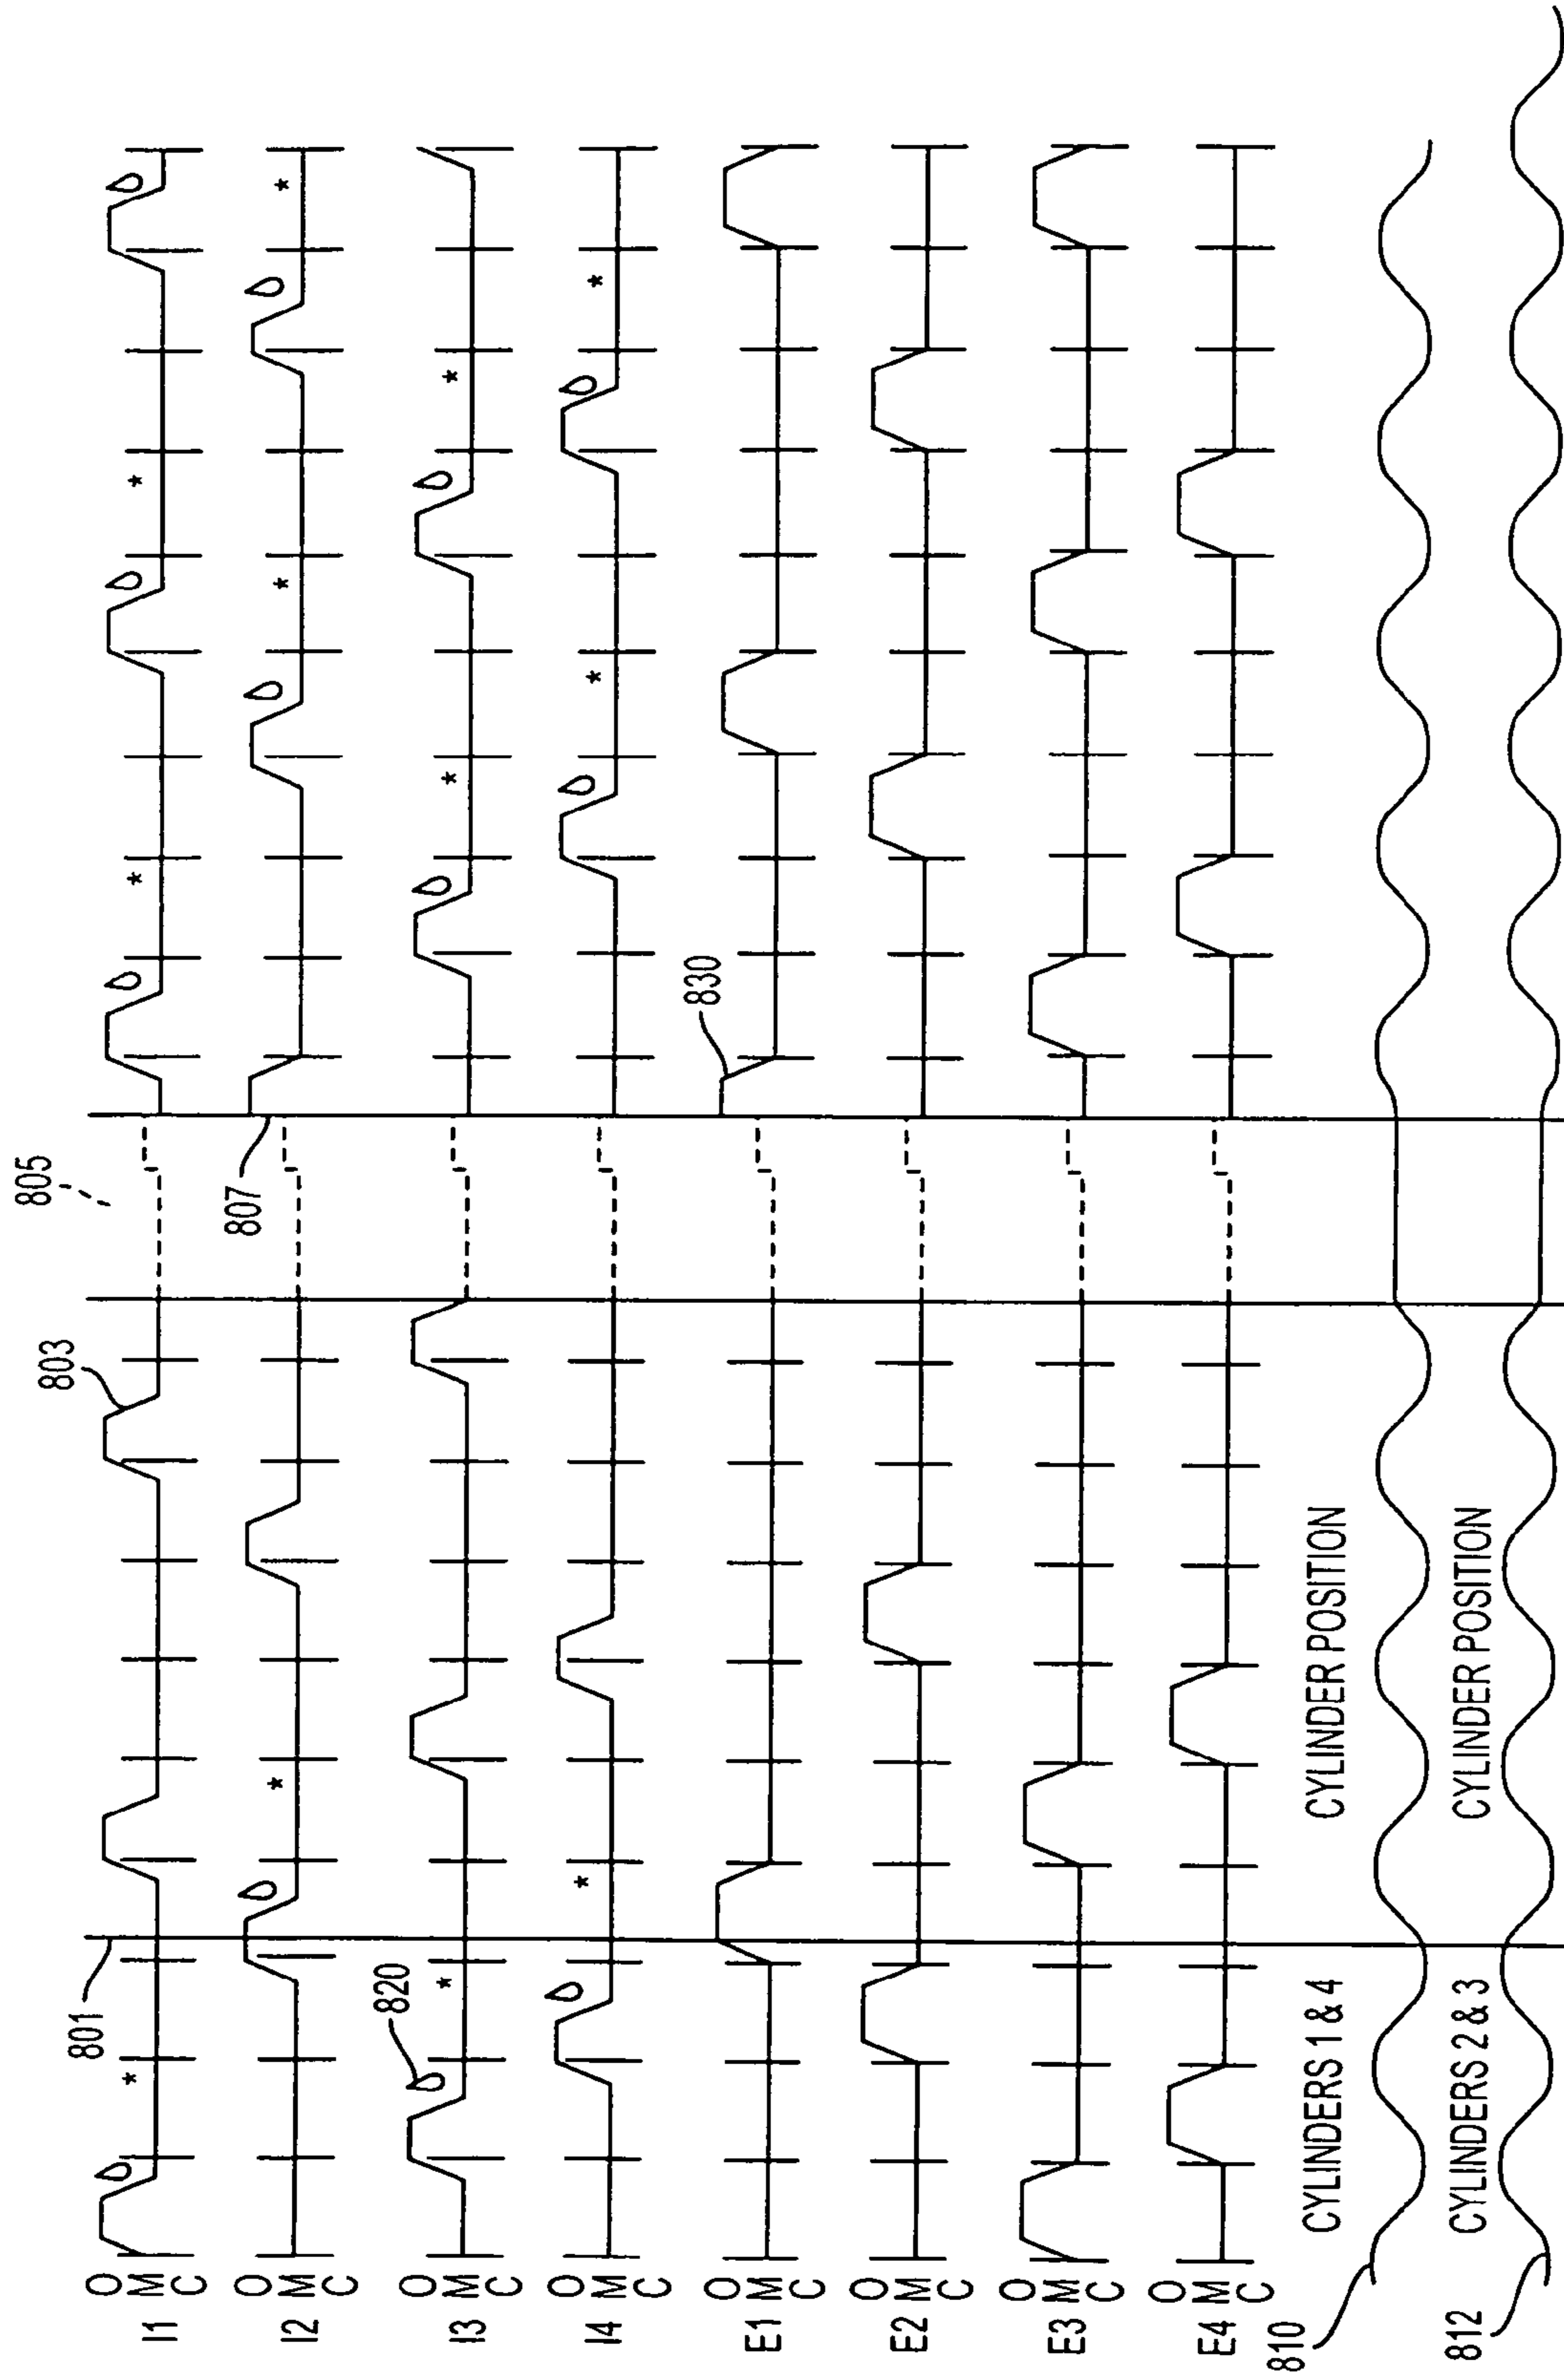 801
803
805
807
O
M
C
I1
O
M
C
I2
O
M
C
I3
820
O
M
C
I4
O
M
C
E1
830
O
M
C
E2
O
M
C
E3
O
M
C
E4
CYLINDERS 1 & 4
CYLINDER POSITION
810
CYLINDERS 2 & 3
CYLINDER POSITION
812